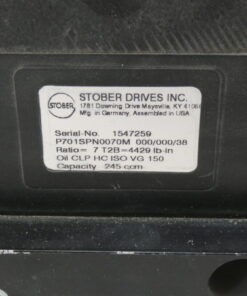 STOBER
STOBER DRIVES INC.
1781 Downing Drive Maysville, KY 41056
Mfg. in Germany, Assembled in USA
Serial-No. 1547259
P701SPN0070M 000/000/38
Ratio= 7 T2B=4429 lb-in
Oil CLP HC ISO VG 150
Capacity 245 ccm